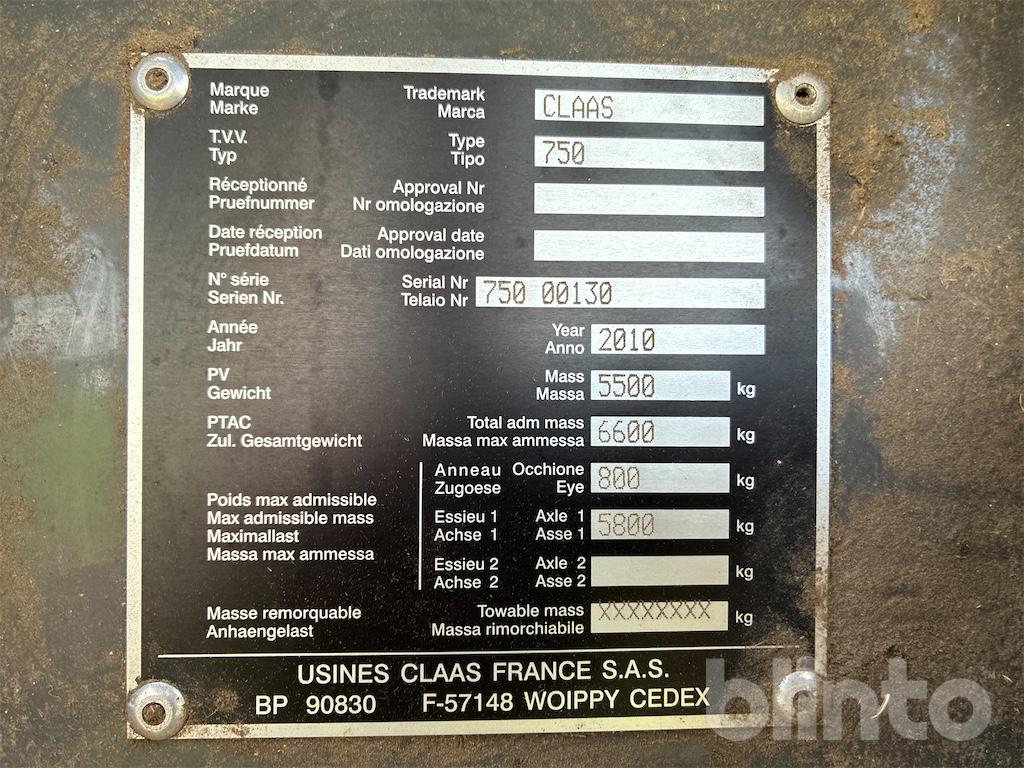 Marque Trademark CLAAS
Marke Marca
T.V.V. Type 750
Typ Tipo
Réceptionné Approval Nr
Pruefnummer Nr omologazione
Date réception Approval date
Pruefdatum Dati omologazione
N° série Serial Nr 750 00130
Serien Nr. Telaio Nr
Année Year 2010
Jahr Anno
PV Mass 5500 kg
Gewicht Massa
PTAC Total adm mass 6600 kg
Zul. Gesamtgewicht Massa max ammessa
Anneau Occhione 800 kg
Zugoese Eye
Poids max admissible
Max admissible mass
Maximallast
Massa max ammessa
Essieu 1 Axle 1 5800 kg
Achse 1 Asse 1
Essieu 2 Axle 2 kg
Achse 2 Asse 2
Masse remorquable Towable mass XXXXXXXX kg
Anhaengelast Massa rimorchiabile
USINES CLAAS FRANCE S.A.S.
BP 90830 F-57148 WOIPPY CEDEX
blinto